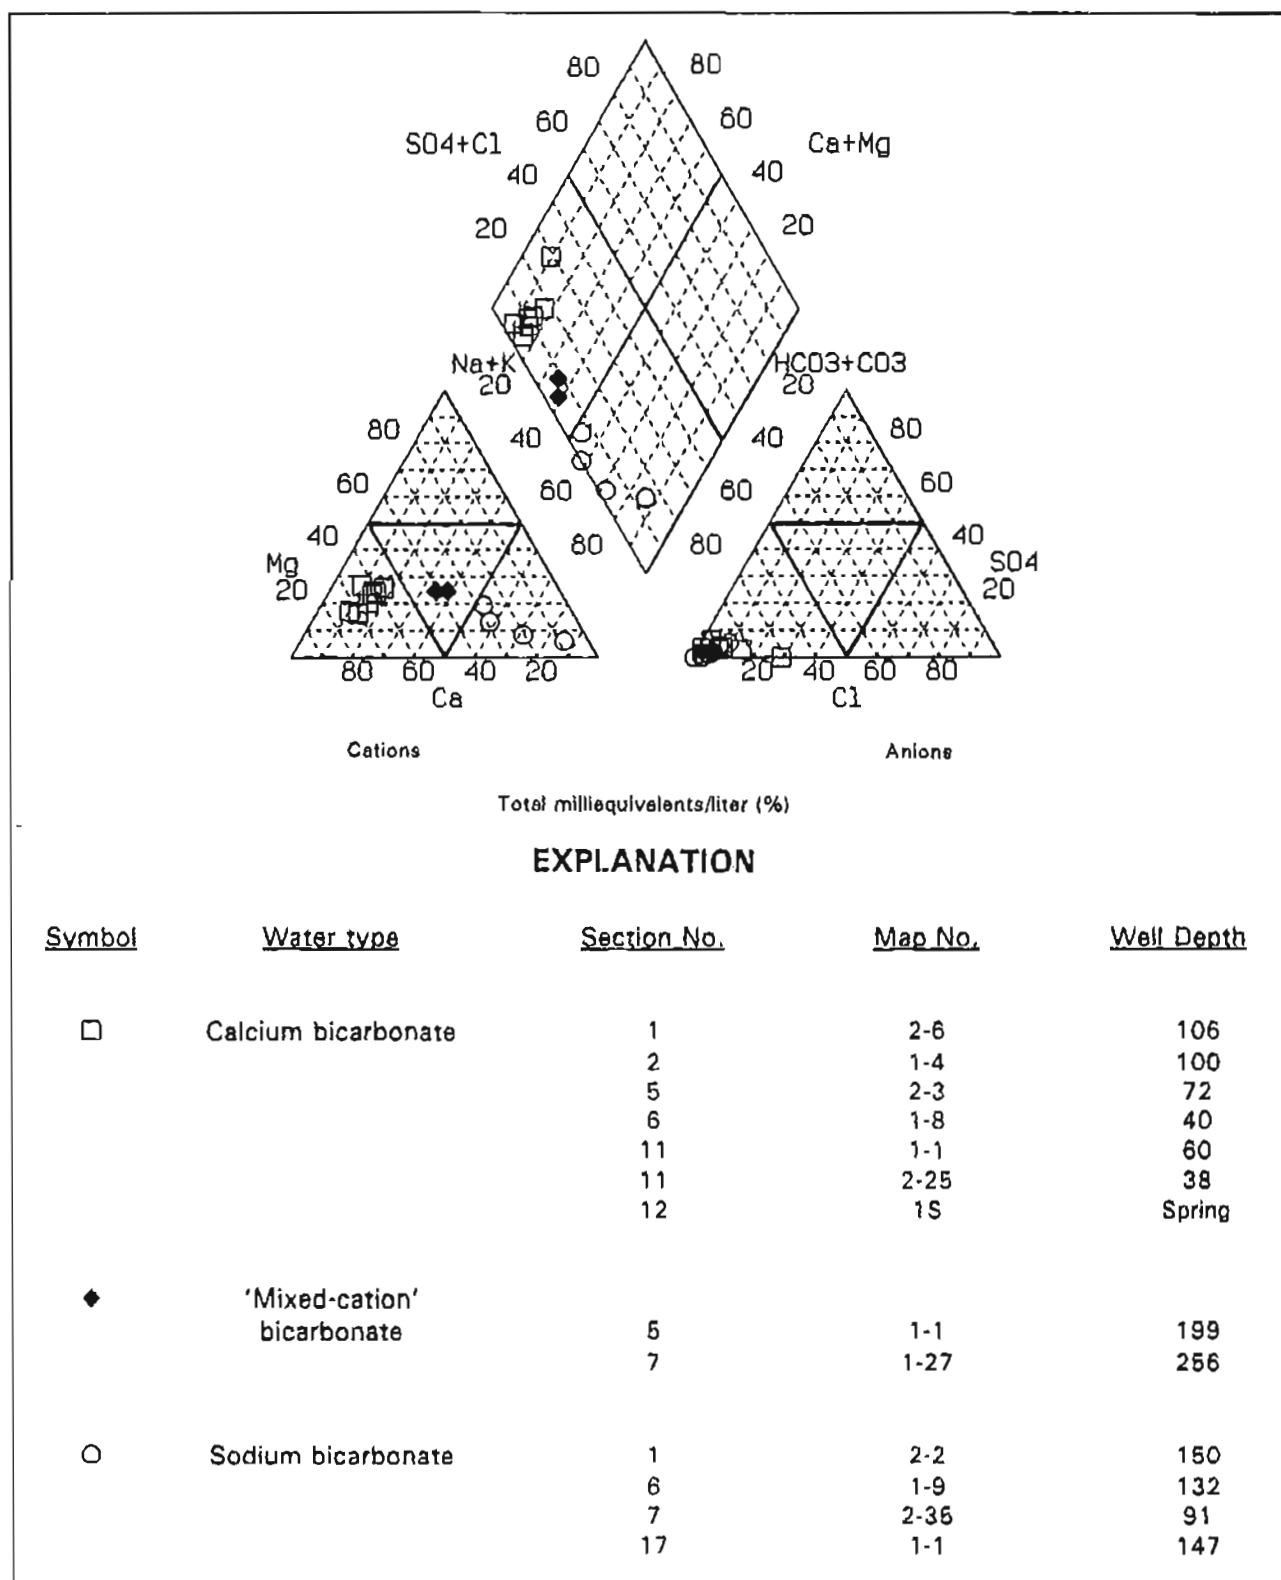 80 80
60 60
SO4+Cl Ca+Mg
40 40
20 20
Na+K HCO3+CO3
20 20
80 40 40 80
60 60 60 60
40 80 80 40
Mg SO4
20 20
80 60 40 20 20 40 60 80
Ca Cl
Cations Anions
Total milliequivalents/liter (%)
EXPLANATION
Symbol Water type Section No. Map No. Well Depth
Calcium bicarbonate 1 2-6 106
2 1-4 100
5 2-3 72
6 1-8 40
11 1-1 60
11 2-25 38
12 1S Spring
'Mixed-cation'
bicarbonate 5 1-1 199
7 1-27 256
Sodium bicarbonate 1 2-2 150
6 1-9 132
7 2-35 91
17 1-1 147